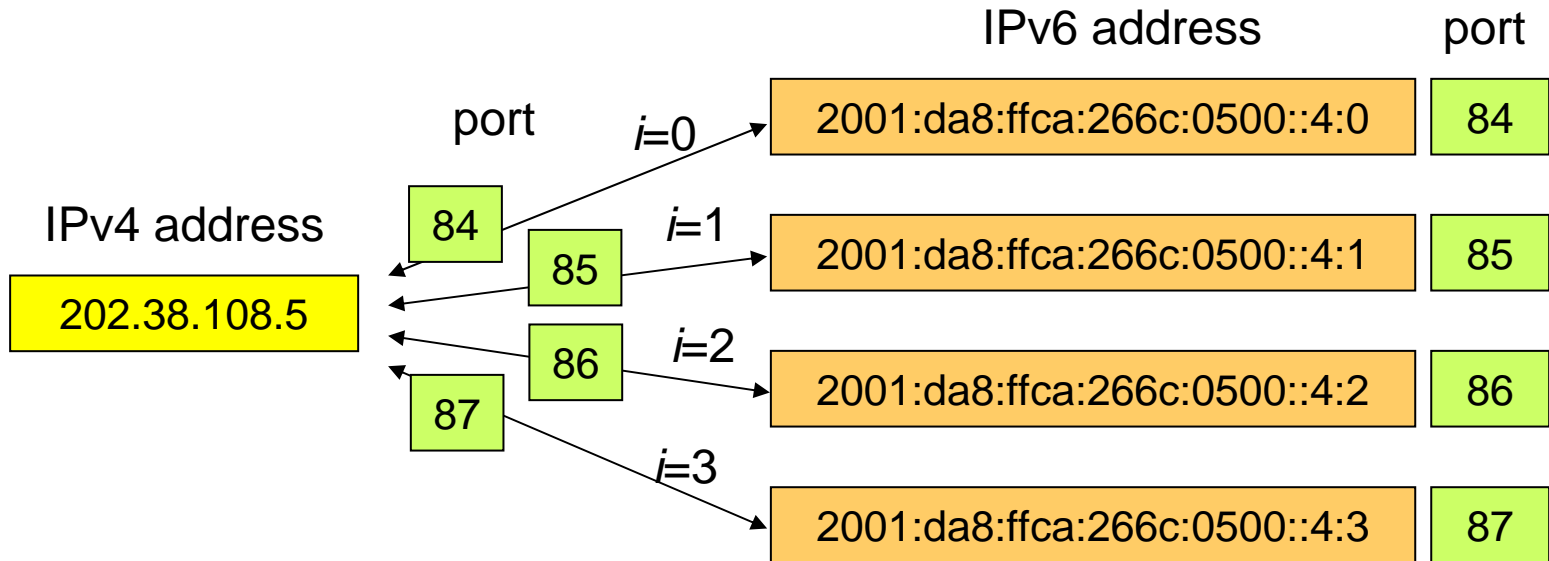 IPv6 address port
2001:da8:ffca:266c:0500::4:0 84
port
i=0
84
IPv4 address
i=1
85
2001:da8:ffca:266c:0500::4:1 85
202.38.108.5
86
i=2
2001:da8:ffca:266c:0500::4:2 86
87
i=3
2001:da8:ffca:266c:0500::4:3 87